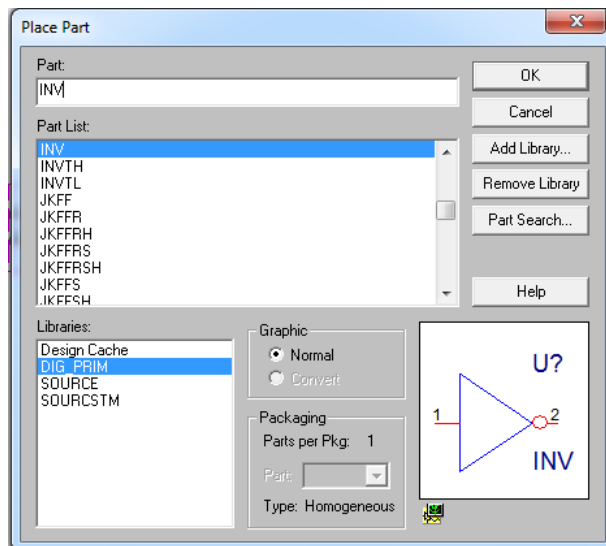 Place Part
Part:
INV
OK
Cancel
Part List:
INV
INVTH
INVTL
JKFF
JKFFR
JKFFRH
JKFFRS
JKFFRSH
JKFFS
JKFFSH
Add Library...
Remove Library
Part Search...
Help
Libraries:
Design Cache
DIG_PRIM
SOURCE
SOURCSTM
Graphic
Normal
Convert
Packaging
Parts per Pkg: 1
Part:
Type: Homogeneous
U?
1
2
INV